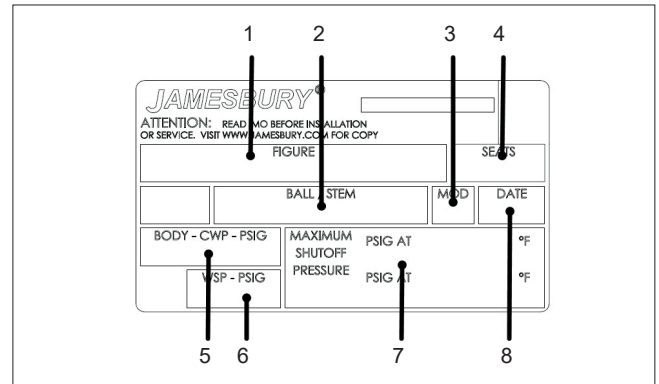 1 2 3 4
JAMESBURY®
ATTENTION: READ IMO BEFORE INSTALLATION
OR SERVICE. VISIT WWW.JAMESBURY.COM FOR COPY
FIGURE SEATS
BALL / STEM MOD DATE
BODY - CWP - PSIG MAXIMUM PSIG AT °F
SHUTOFF
PRESSURE
WSP - PSIG PSIG AT °F
5 6 7 8